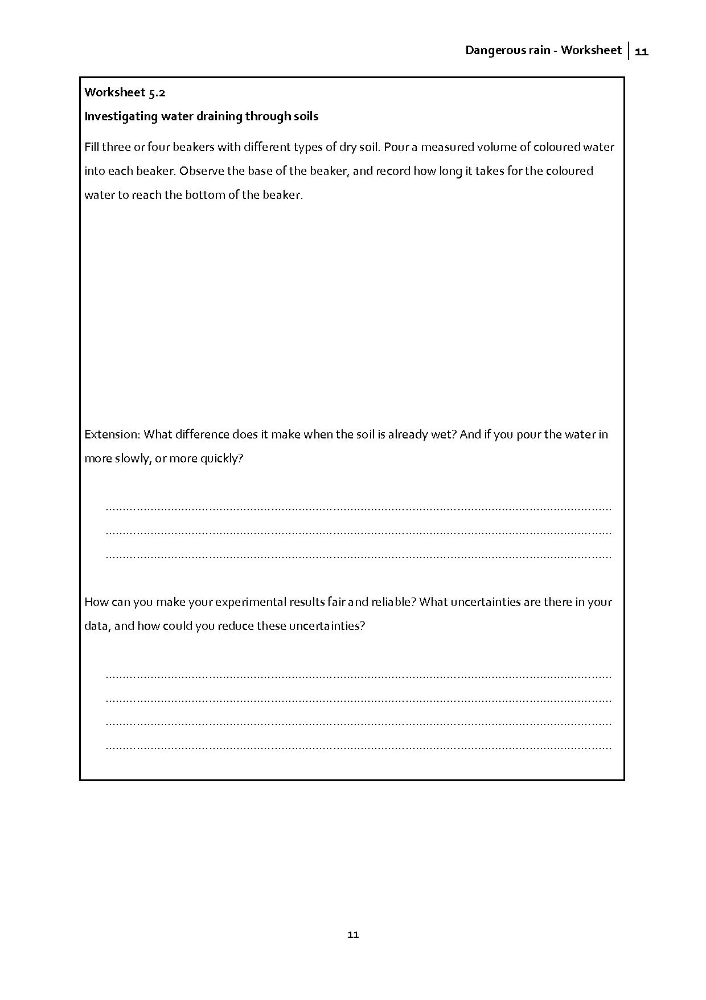 Dangerous rain - Worksheet 11
Worksheet 5.2
Investigating water draining through soils
Fill three or four beakers with different types of dry soil. Pour a measured volume of coloured water
into each beaker. Observe the base of the beaker, and record how long it takes for the coloured
water to reach the bottom of the beaker.
Extension: What difference does it make when the soil is already wet? And if you pour the water in
more slowly, or more quickly?
How can you make your experimental results fair and reliable? What uncertainties are there in your
data, and how could you reduce these uncertainties?
11